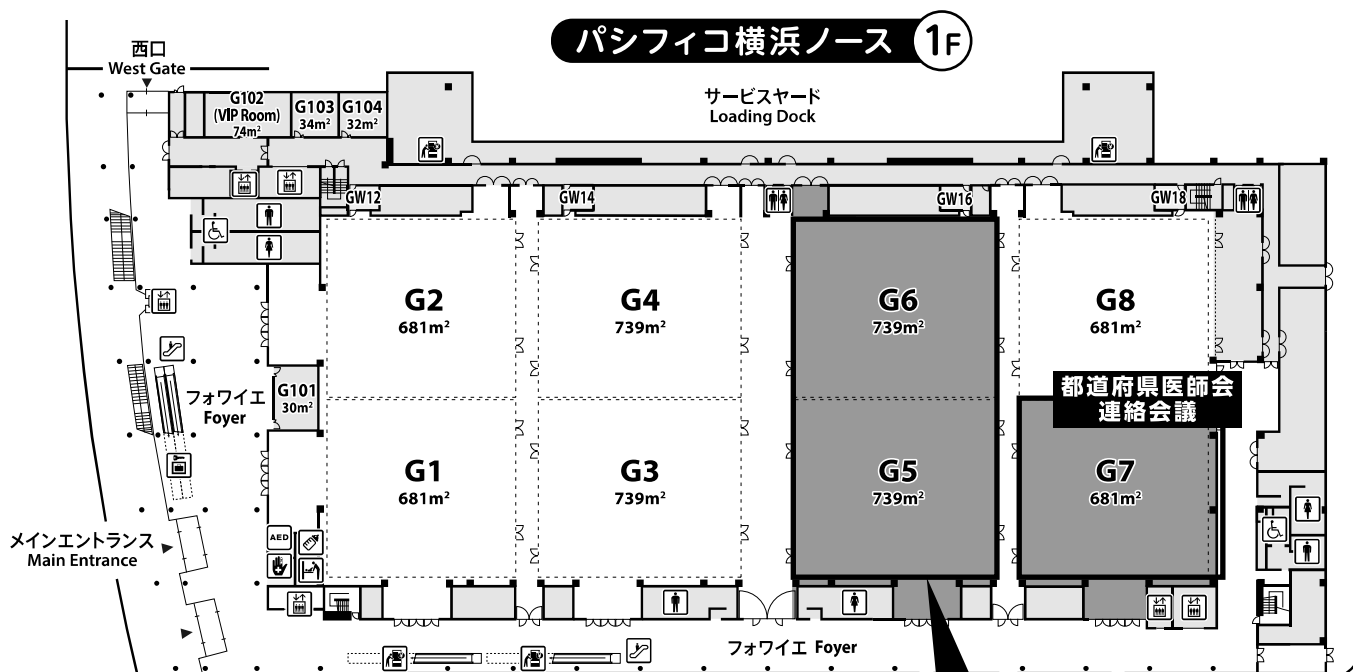 パシフィコ横浜ノース 1F
西口
West Gate
サービスヤード
Loading Dock
G102
(VIP Room)
74m²
G103
34m²
G104
32m²
GW12
GW14
GW16
GW18
G2
681m²
G4
739m²
G6
739m²
G8
681m²
フォワイエ
Foyer
G101
30m²
都道府県医師会
連絡会議
G1
681m²
G3
739m²
G5
739m²
G7
681m²
メインエントランス
Main Entrance
AED
フォワイエ Foyer